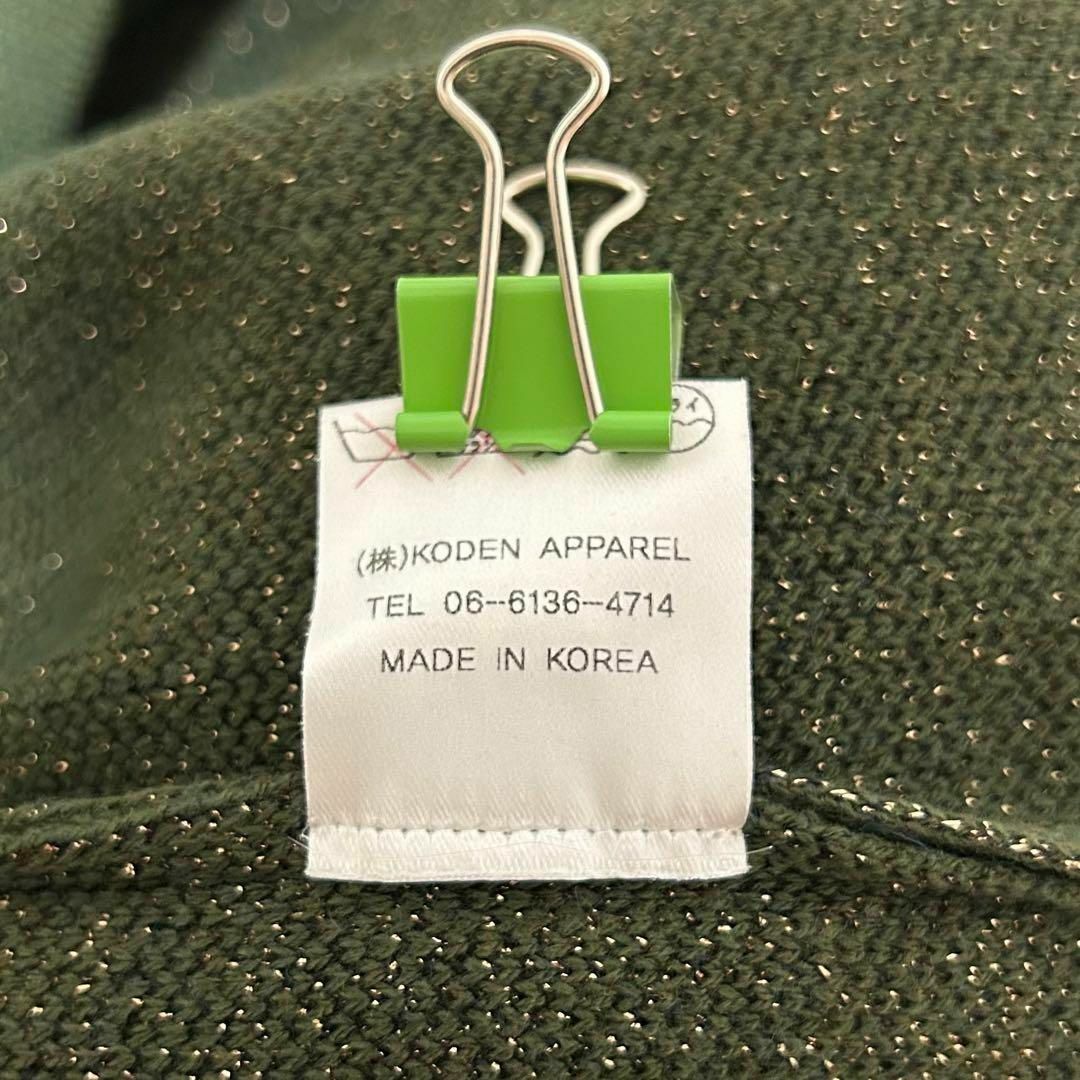 (株)KODEN APPAREL
TEL 06-6136-4714
MADE IN KOREA